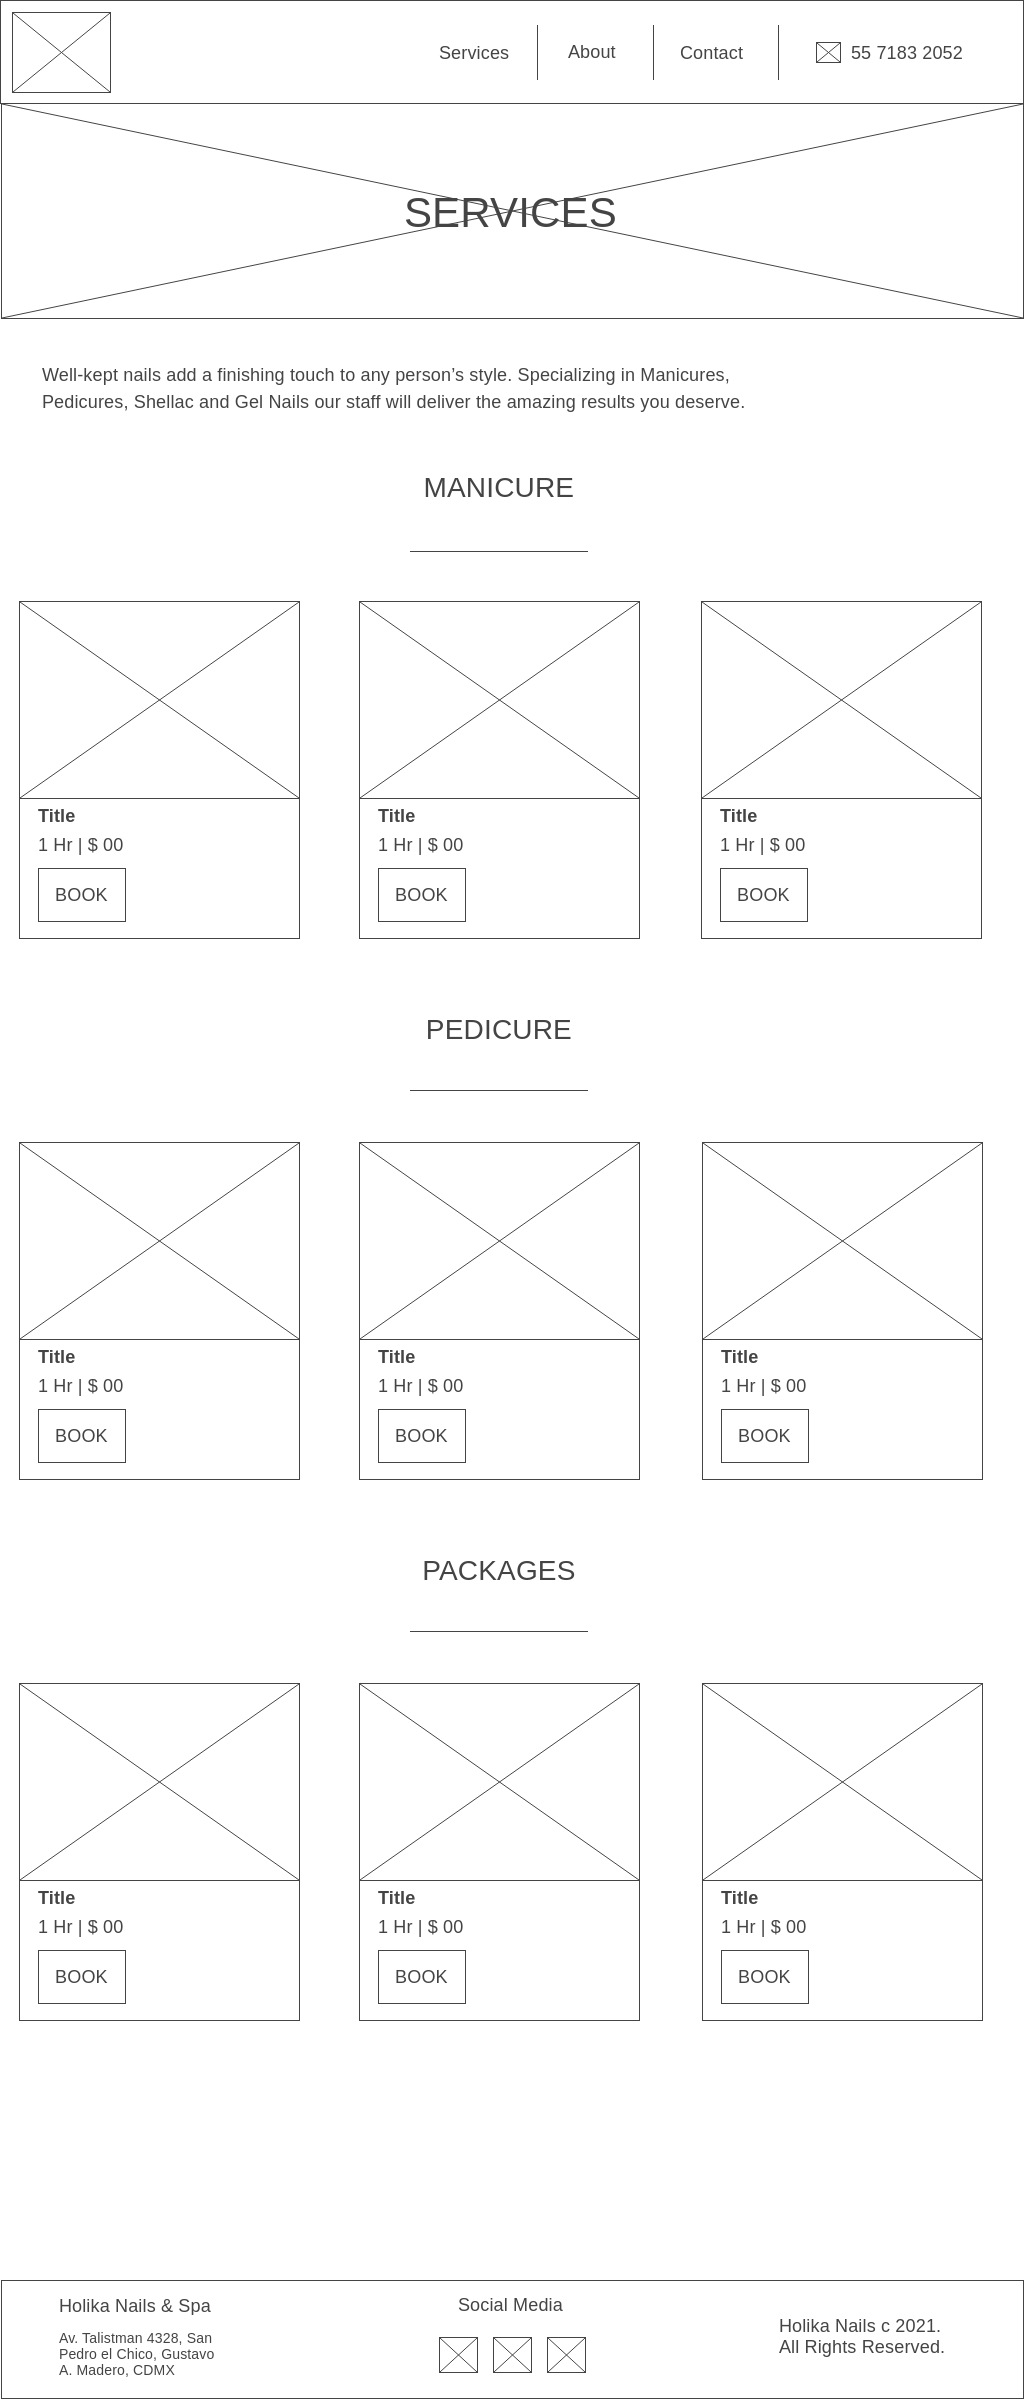 Services
About
Contact
55 7183 2052
SERVICES
Well-kept nails add a finishing touch to any person’s style. Specializing in Manicures,
Pedicures, Shellac and Gel Nails our staff will deliver the amazing results you deserve.
MANICURE
Title
1 Hr | $ 00
BOOK
Title
1 Hr | $ 00
BOOK
Title
1 Hr | $ 00
BOOK
PEDICURE
Title
1 Hr | $ 00
BOOK
Title
1 Hr | $ 00
BOOK
Title
1 Hr | $ 00
BOOK
PACKAGES
Title
1 Hr | $ 00
BOOK
Title
1 Hr | $ 00
BOOK
Title
1 Hr | $ 00
BOOK
Holika Nails & Spa
Av. Talistman 4328, San
Pedro el Chico, Gustavo
A. Madero, CDMX
Social Media
Holika Nails c 2021.
All Rights Reserved.